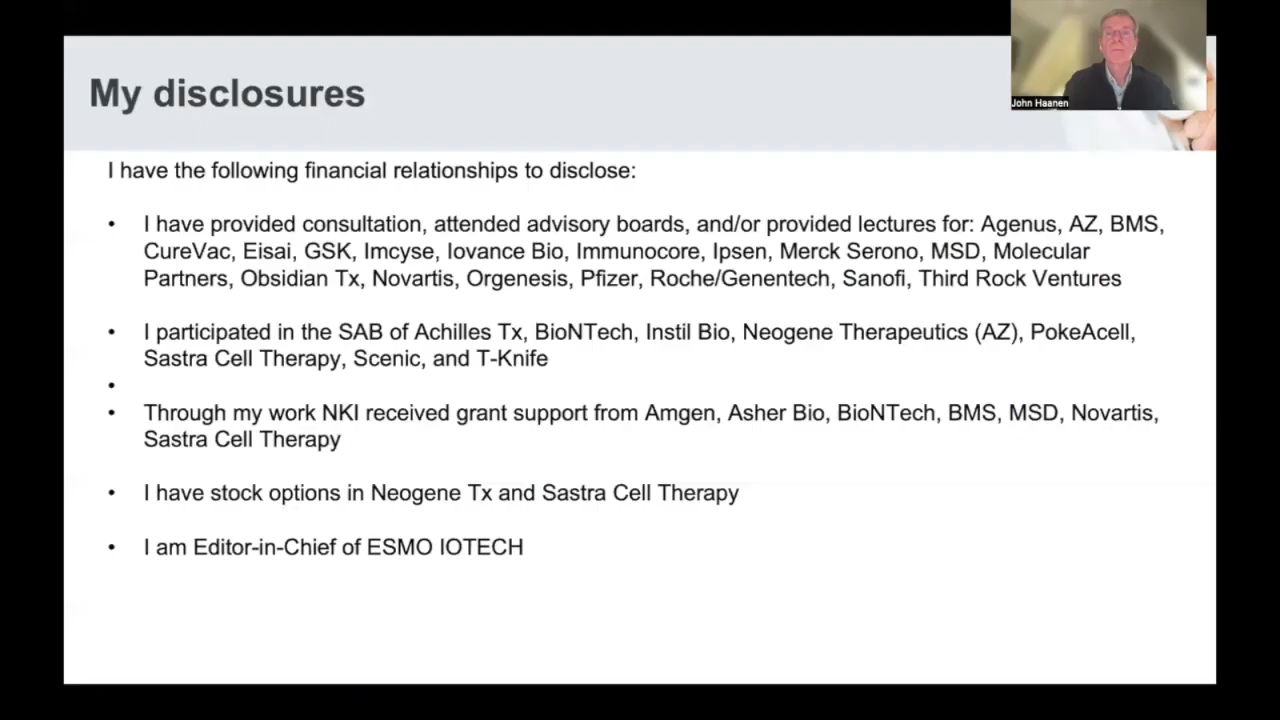 My disclosures
John Haanen
I have the following financial relationships to disclose:
• I have provided consultation, attended advisory boards, and/or provided lectures for: Agenus, AZ, BMS,
CureVac, Eisai, GSK, Imcyse, Iovance Bio, Immunocore, Ipsen, Merck Serono, MSD, Molecular
Partners, Obsidian Tx, Novartis, Orgenesis, Pfizer, Roche/Genentech, Sanofi, Third Rock Ventures
• I participated in the SAB of Achilles Tx, BioNTech, Instil Bio, Neogene Therapeutics (AZ), PokeAcell,
Sastra Cell Therapy, Scenic, and T-Knife
•
• Through my work NKI received grant support from Amgen, Asher Bio, BioNTech, BMS, MSD, Novartis,
Sastra Cell Therapy
• I have stock options in Neogene Tx and Sastra Cell Therapy
• I am Editor-in-Chief of ESMO IOTECH